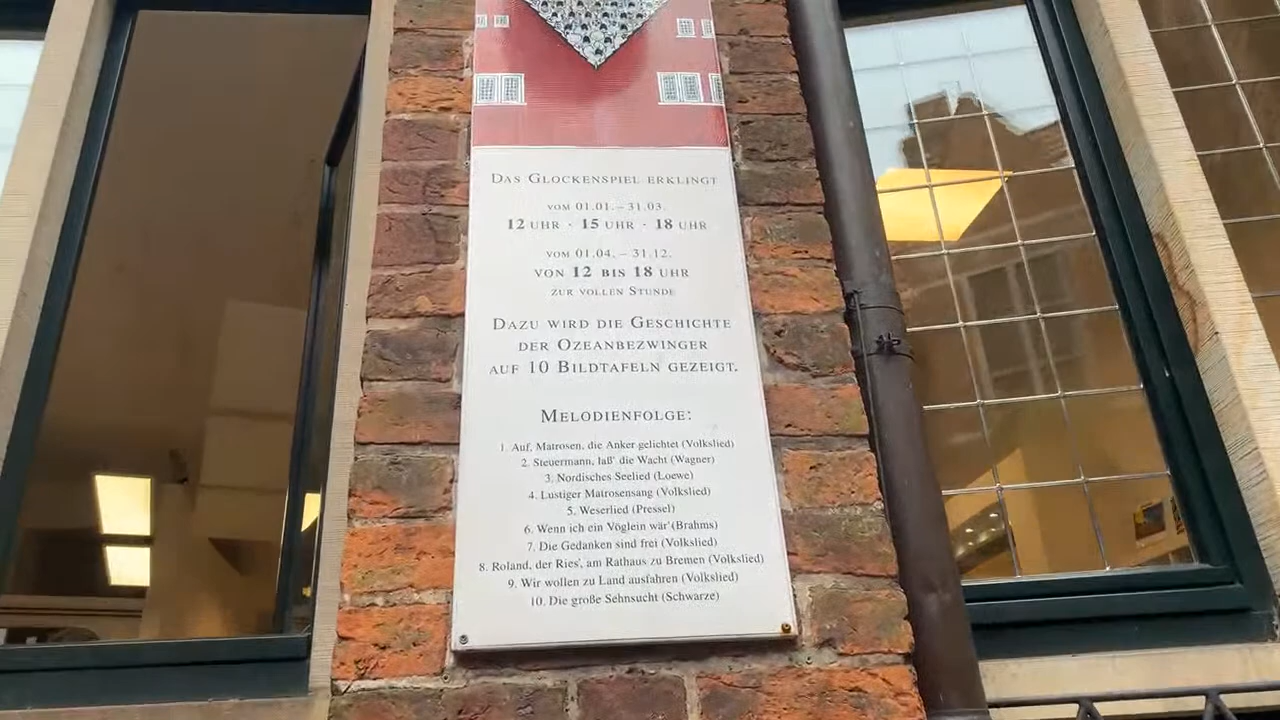 Das Glockenspiel erklingt
vom 01.01. – 31.03.
12 Uhr · 15 Uhr · 18 Uhr
vom 01.04. – 31.12.
von 12 bis 18 Uhr
zur vollen Stunde
Dazu wird die Geschichte
der Ozeanbezwinger
auf 10 Bildtafeln gezeigt.
Melodienfolge:
1. Auf, Matrosen, die Anker gelichtet (Volkslied)
2. Steuermann, laß' die Wacht (Wagner)
3. Nordisches Seelied (Loewe)
4. Lustiger Matrosensang (Volkslied)
5. Weserlied (Pressel)
6. Wenn ich ein Vöglein wär' (Brahms)
7. Die Gedanken sind frei (Volkslied)
8. Roland, der Ries', am Rathaus zu Bremen (Volkslied)
9. Wir wollen zu Land ausfahren (Volkslied)
10. Die große Sehnsucht (Schwarze)